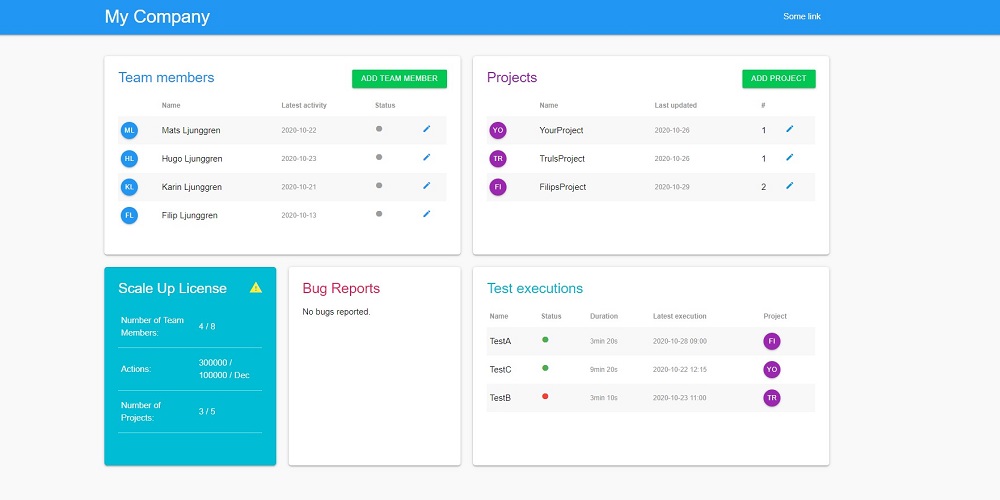 My Company
Some link
Team members
ADD TEAM MEMBER
Name Latest activity Status
ML Mats Ljunggren 2020-10-22
HL Hugo Ljunggren 2020-10-23
KL Karin Ljunggren 2020-10-21
FL Filip Ljunggren 2020-10-13
Projects
ADD PROJECT
Name Last updated #
YO YourProject 2020-10-26 1
TR TrulsProject 2020-10-26 1
FI FilipsProject 2020-10-29 2
Scale Up License
Number of Team
Members: 4 / 8
Actions: 300000 /
100000 / Dec
Number of
Projects: 3 / 5
Bug Reports
No bugs reported.
Test executions
Name Status Duration Latest execution Project
TestA 3min 20s 2020-10-28 09:00 FI
TestC 9min 20s 2020-10-22 12:15 YO
TestB 3min 10s 2020-10-23 11:00 TR